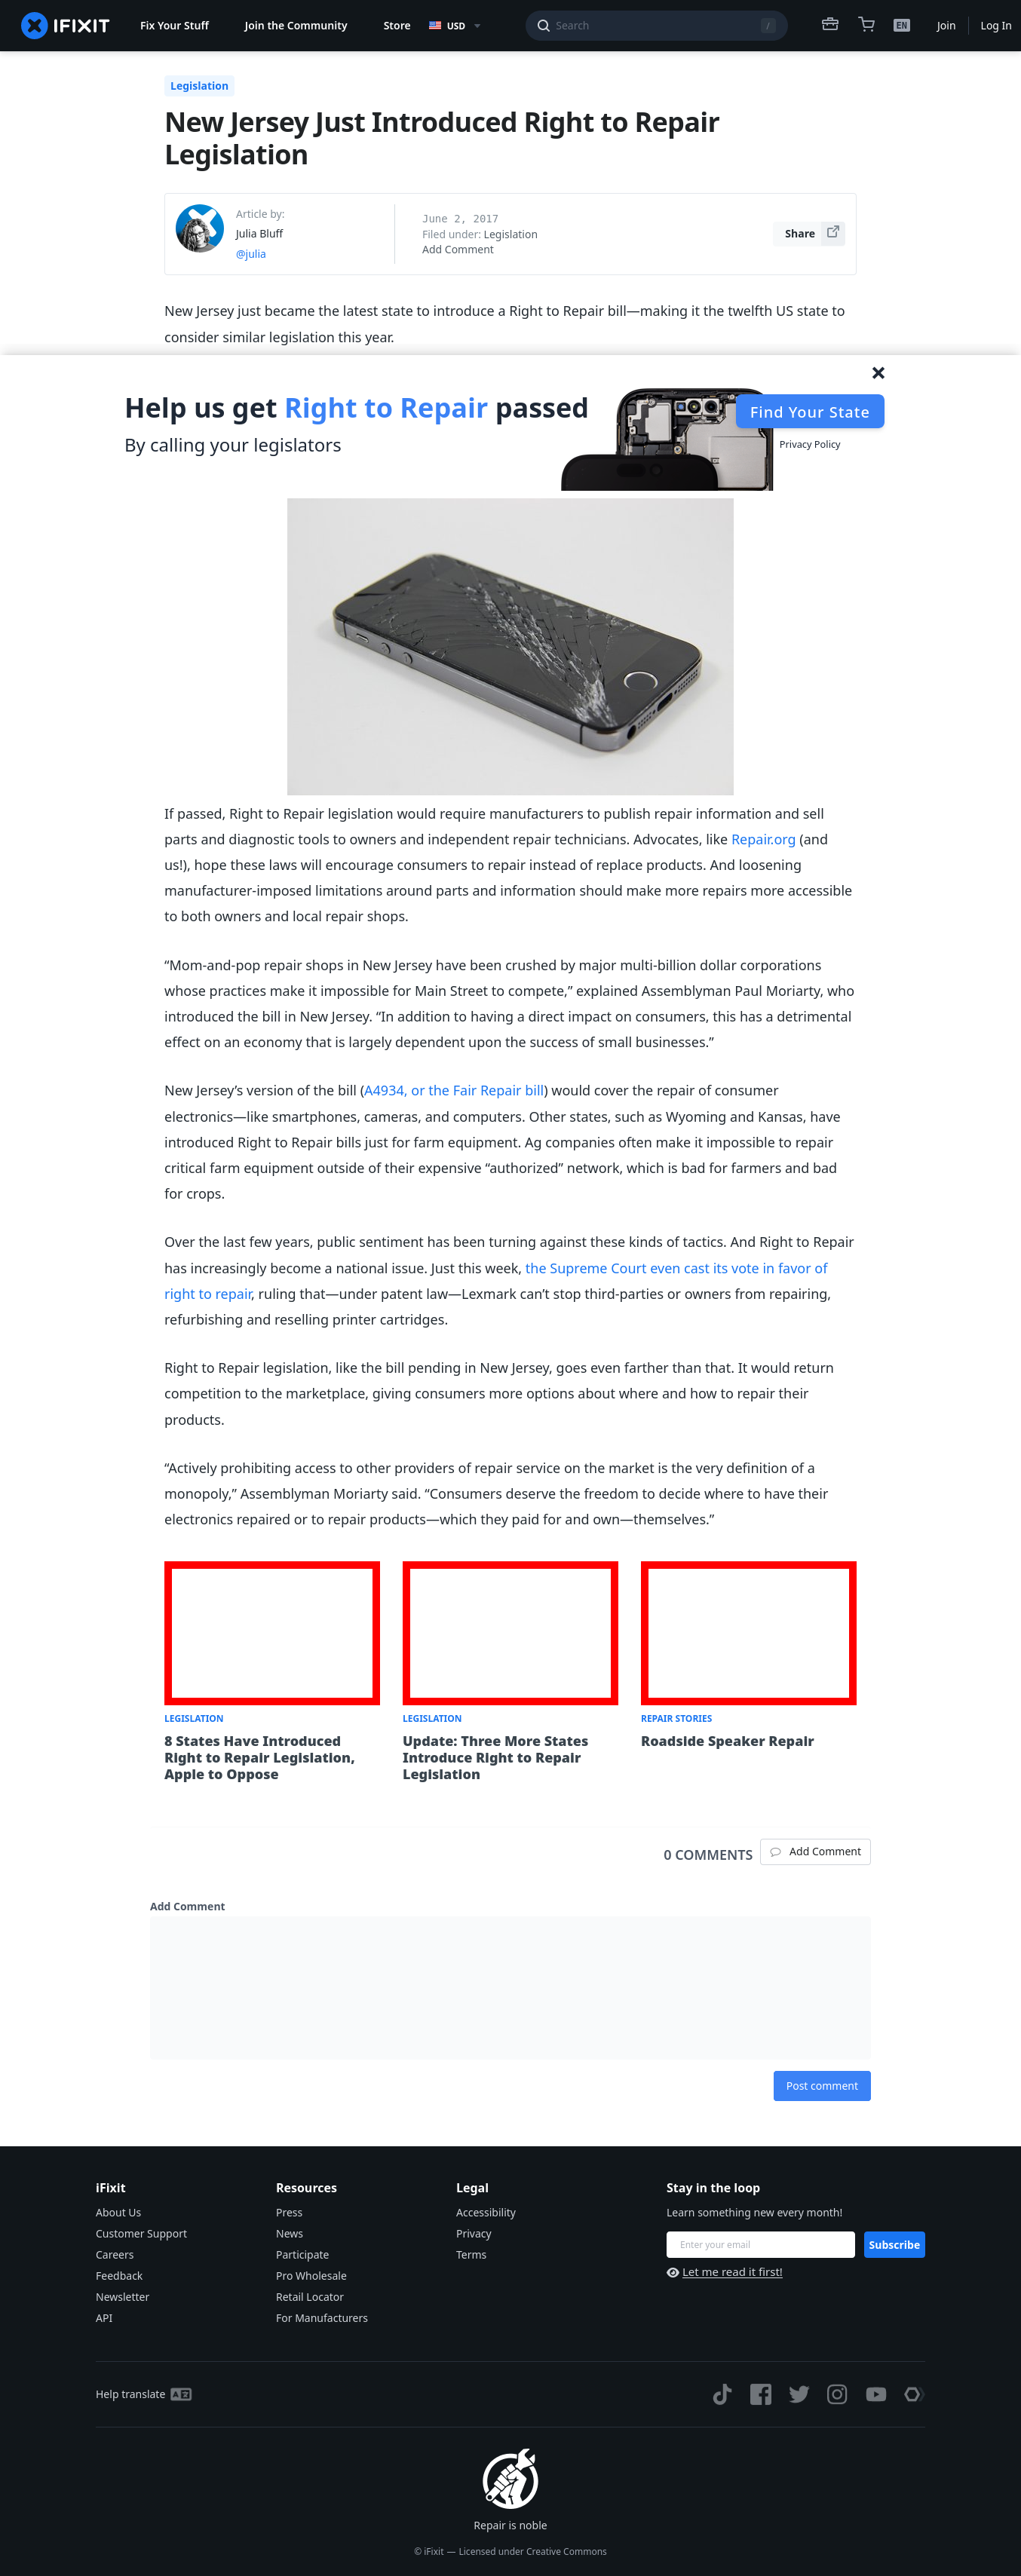 IFIXIT
Fix Your Stuff
Join the Community
Store
USD
Search
/
EN
Join
Log In
Legislation
New Jersey Just Introduced Right to Repair
Legislation
Article by:
Julia Bluff
@julia
June 2, 2017
Filed under: Legislation
Add Comment
Share
New Jersey just became the latest state to introduce a Right to Repair bill—making it the twelfth US state to
consider similar legislation this year.
Help us get Right to Repair passed
By calling your legislators
Find Your State
Privacy Policy
If passed, Right to Repair legislation would require manufacturers to publish repair information and sell
parts and diagnostic tools to owners and independent repair technicians. Advocates, like Repair.org (and
us!), hope these laws will encourage consumers to repair instead of replace products. And loosening
manufacturer-imposed limitations around parts and information should make more repairs more accessible
to both owners and local repair shops.
“Mom-and-pop repair shops in New Jersey have been crushed by major multi-billion dollar corporations
whose practices make it impossible for Main Street to compete,” explained Assemblyman Paul Moriarty, who
introduced the bill in New Jersey. “In addition to having a direct impact on consumers, this has a detrimental
effect on an economy that is largely dependent upon the success of small businesses.”
New Jersey’s version of the bill (A4934, or the Fair Repair bill) would cover the repair of consumer
electronics—like smartphones, cameras, and computers. Other states, such as Wyoming and Kansas, have
introduced Right to Repair bills just for farm equipment. Ag companies often make it impossible to repair
critical farm equipment outside of their expensive “authorized” network, which is bad for farmers and bad
for crops.
Over the last few years, public sentiment has been turning against these kinds of tactics. And Right to Repair
has increasingly become a national issue. Just this week, the Supreme Court even cast its vote in favor of
right to repair, ruling that—under patent law—Lexmark can’t stop third-parties or owners from repairing,
refurbishing and reselling printer cartridges.
Right to Repair legislation, like the bill pending in New Jersey, goes even farther than that. It would return
competition to the marketplace, giving consumers more options about where and how to repair their
products.
“Actively prohibiting access to other providers of repair service on the market is the very definition of a
monopoly,” Assemblyman Moriarty said. “Consumers deserve the freedom to decide where to have their
electronics repaired or to repair products—which they paid for and own—themselves.”
LEGISLATION
8 States Have Introduced
Right to Repair Legislation,
Apple to Oppose
LEGISLATION
Update: Three More States
Introduce Right to Repair
Legislation
REPAIR STORIES
Roadside Speaker Repair
0 COMMENTS
Add Comment
Add Comment
Post comment
iFixit
About Us
Customer Support
Careers
Feedback
Newsletter
API
Resources
Press
News
Participate
Pro Wholesale
Retail Locator
For Manufacturers
Legal
Accessibility
Privacy
Terms
Stay in the loop
Learn something new every month!
Enter your email
Subscribe
Let me read it first!
Help translate
Repair is noble
© iFixit — Licensed under Creative Commons